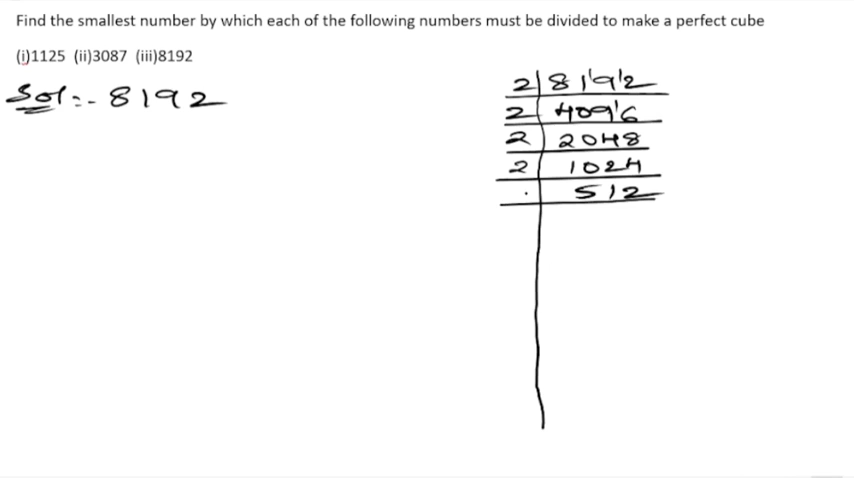 Find the smallest number by which each of the following numbers must be divided to make a perfect cube
(i)1125 (ii)3087 (iii)8192
Sol:- 8192
2 8192
2 4096
2 2048
2 1024
512